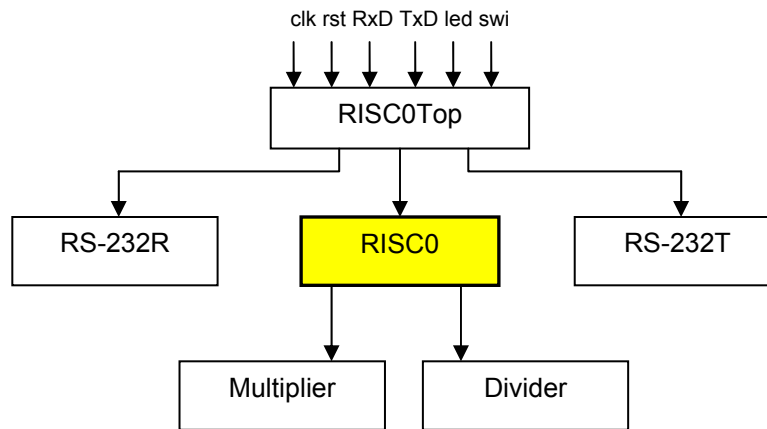 clk rst RxD TxD led swi
RISC0Top
RS-232R
RISC0
RS-232T
Multiplier
Divider